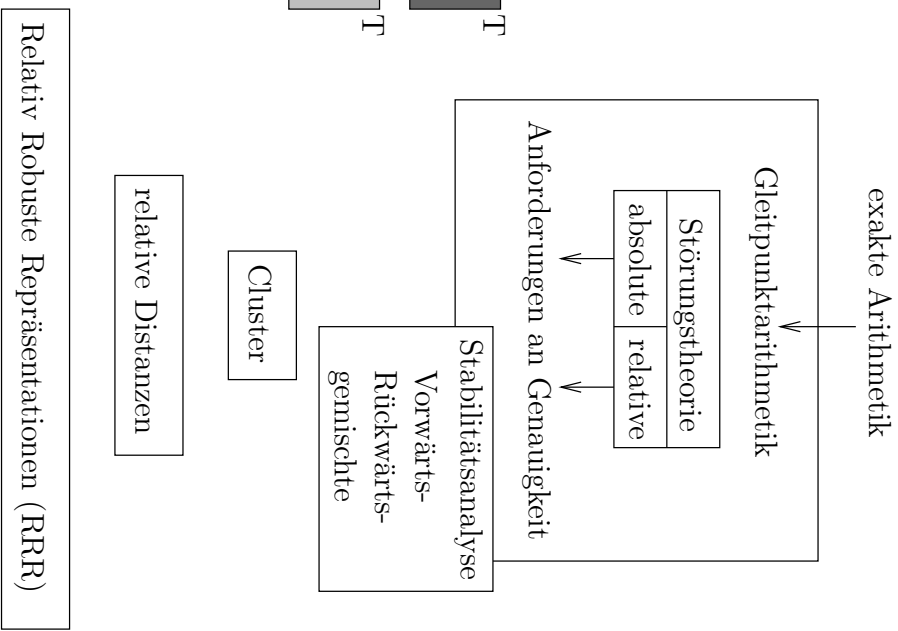 exakte Arithmetik
Gleitpunktarithmetik
Störungstheorie
absolute
relative
Anforderungen an Genauigkeit
Stabilitätsanalyse
Vorwärts-
Rückwärts-
gemischte
Cluster
relative Distanzen
Relativ Robuste Repräsentationen (RRR)
T
T